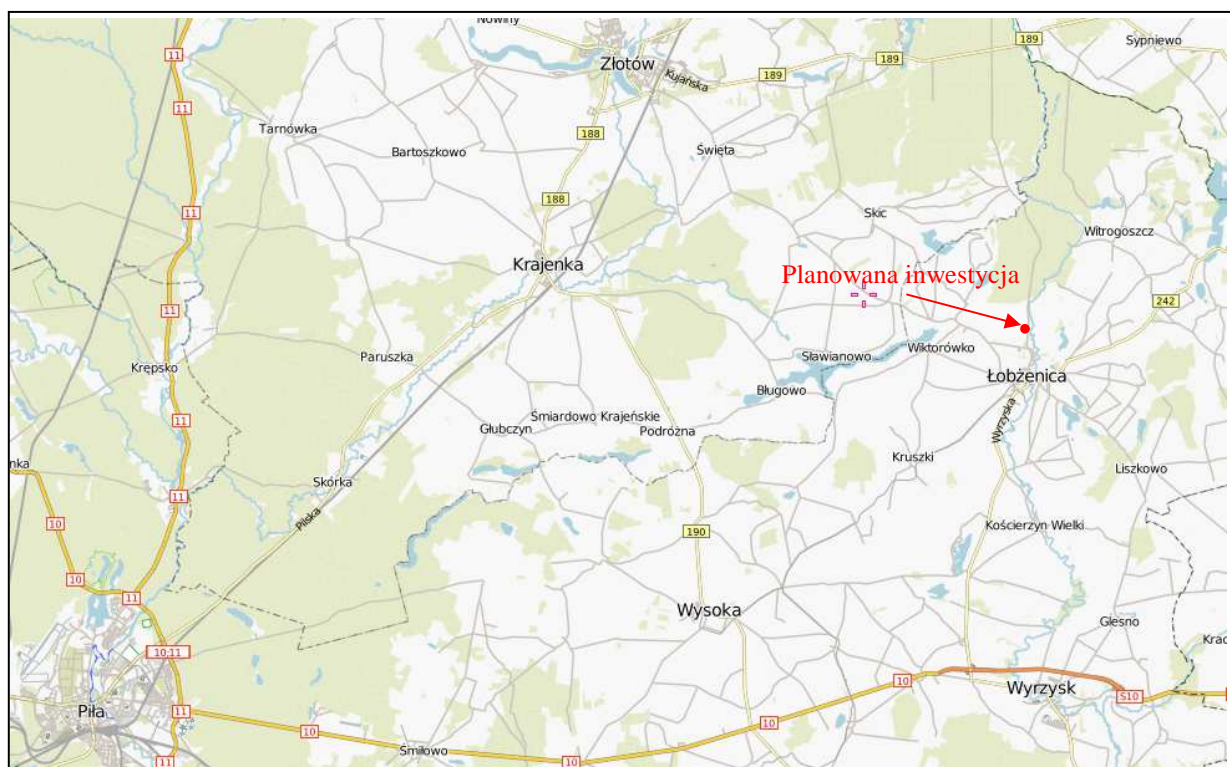 Nowiny
11
189
Sypniewo
Złotów
Kujańska
189
189
11
Tarnówka
188
Bartoszkowo
Święta
188
11
Skic
Witrogoszcz
Krajenka
Planowana inwestycja
242
11
Paruszka
Sławianowo
Wiktorówko
Krępsko
Łobżenica
Bługowo
11
Śmiardowo Krajeńskie
Głubczyn
Podróżna
Wyrzyska
Kruszki
nka
Liszkowo
Skórka
11
Pilska
10
Kościerzyn Wielki
190
10
11
Wysoka
Glesno
Krac
10;11
10
Wyrzysk
S10
Piła
11
10
10
Śmiłowo
10
11